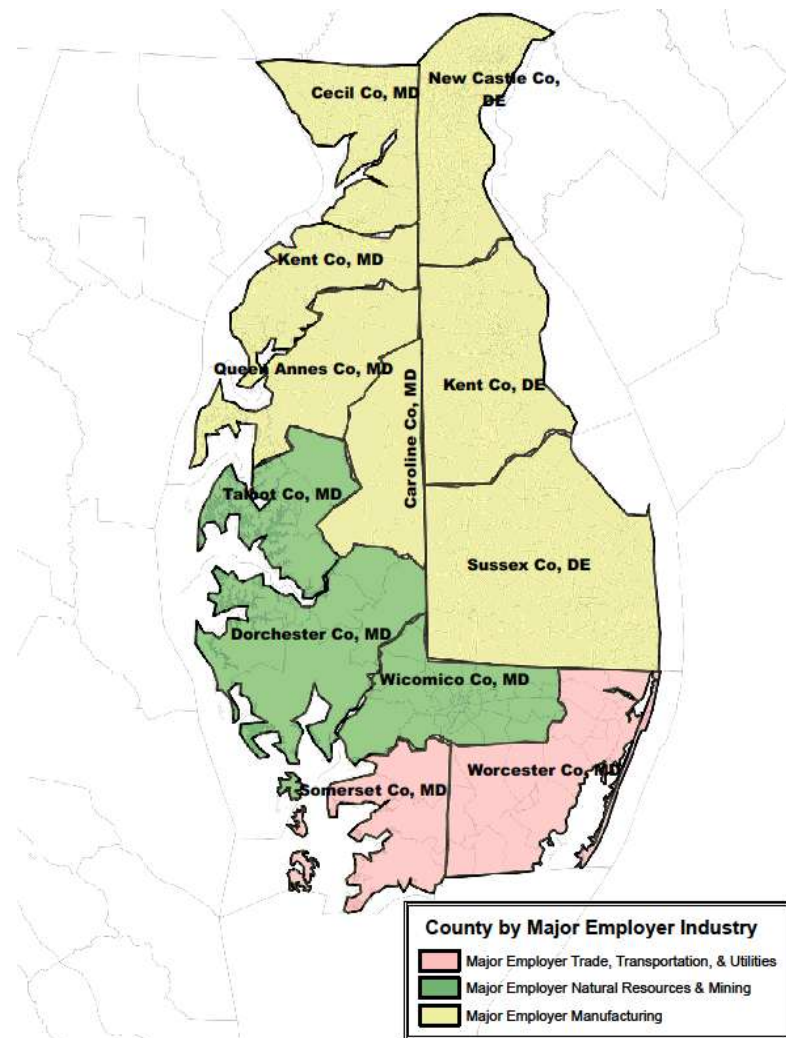 New Castle Co,
DE
Cecil Co, MD
Kent Co, MD
Queen Annes Co, MD
Caroline Co, MD
Kent Co, DE
Talbot Co, MD
Sussex Co, DE
Dorchester Co, MD
Wicomico Co, MD
Worcester Co, MD
Somerset Co, MD
County by Major Employer Industry
Major Employer Trade, Transportation, & Utilities
Major Employer Natural Resources & Mining
Major Employer Manufacturing